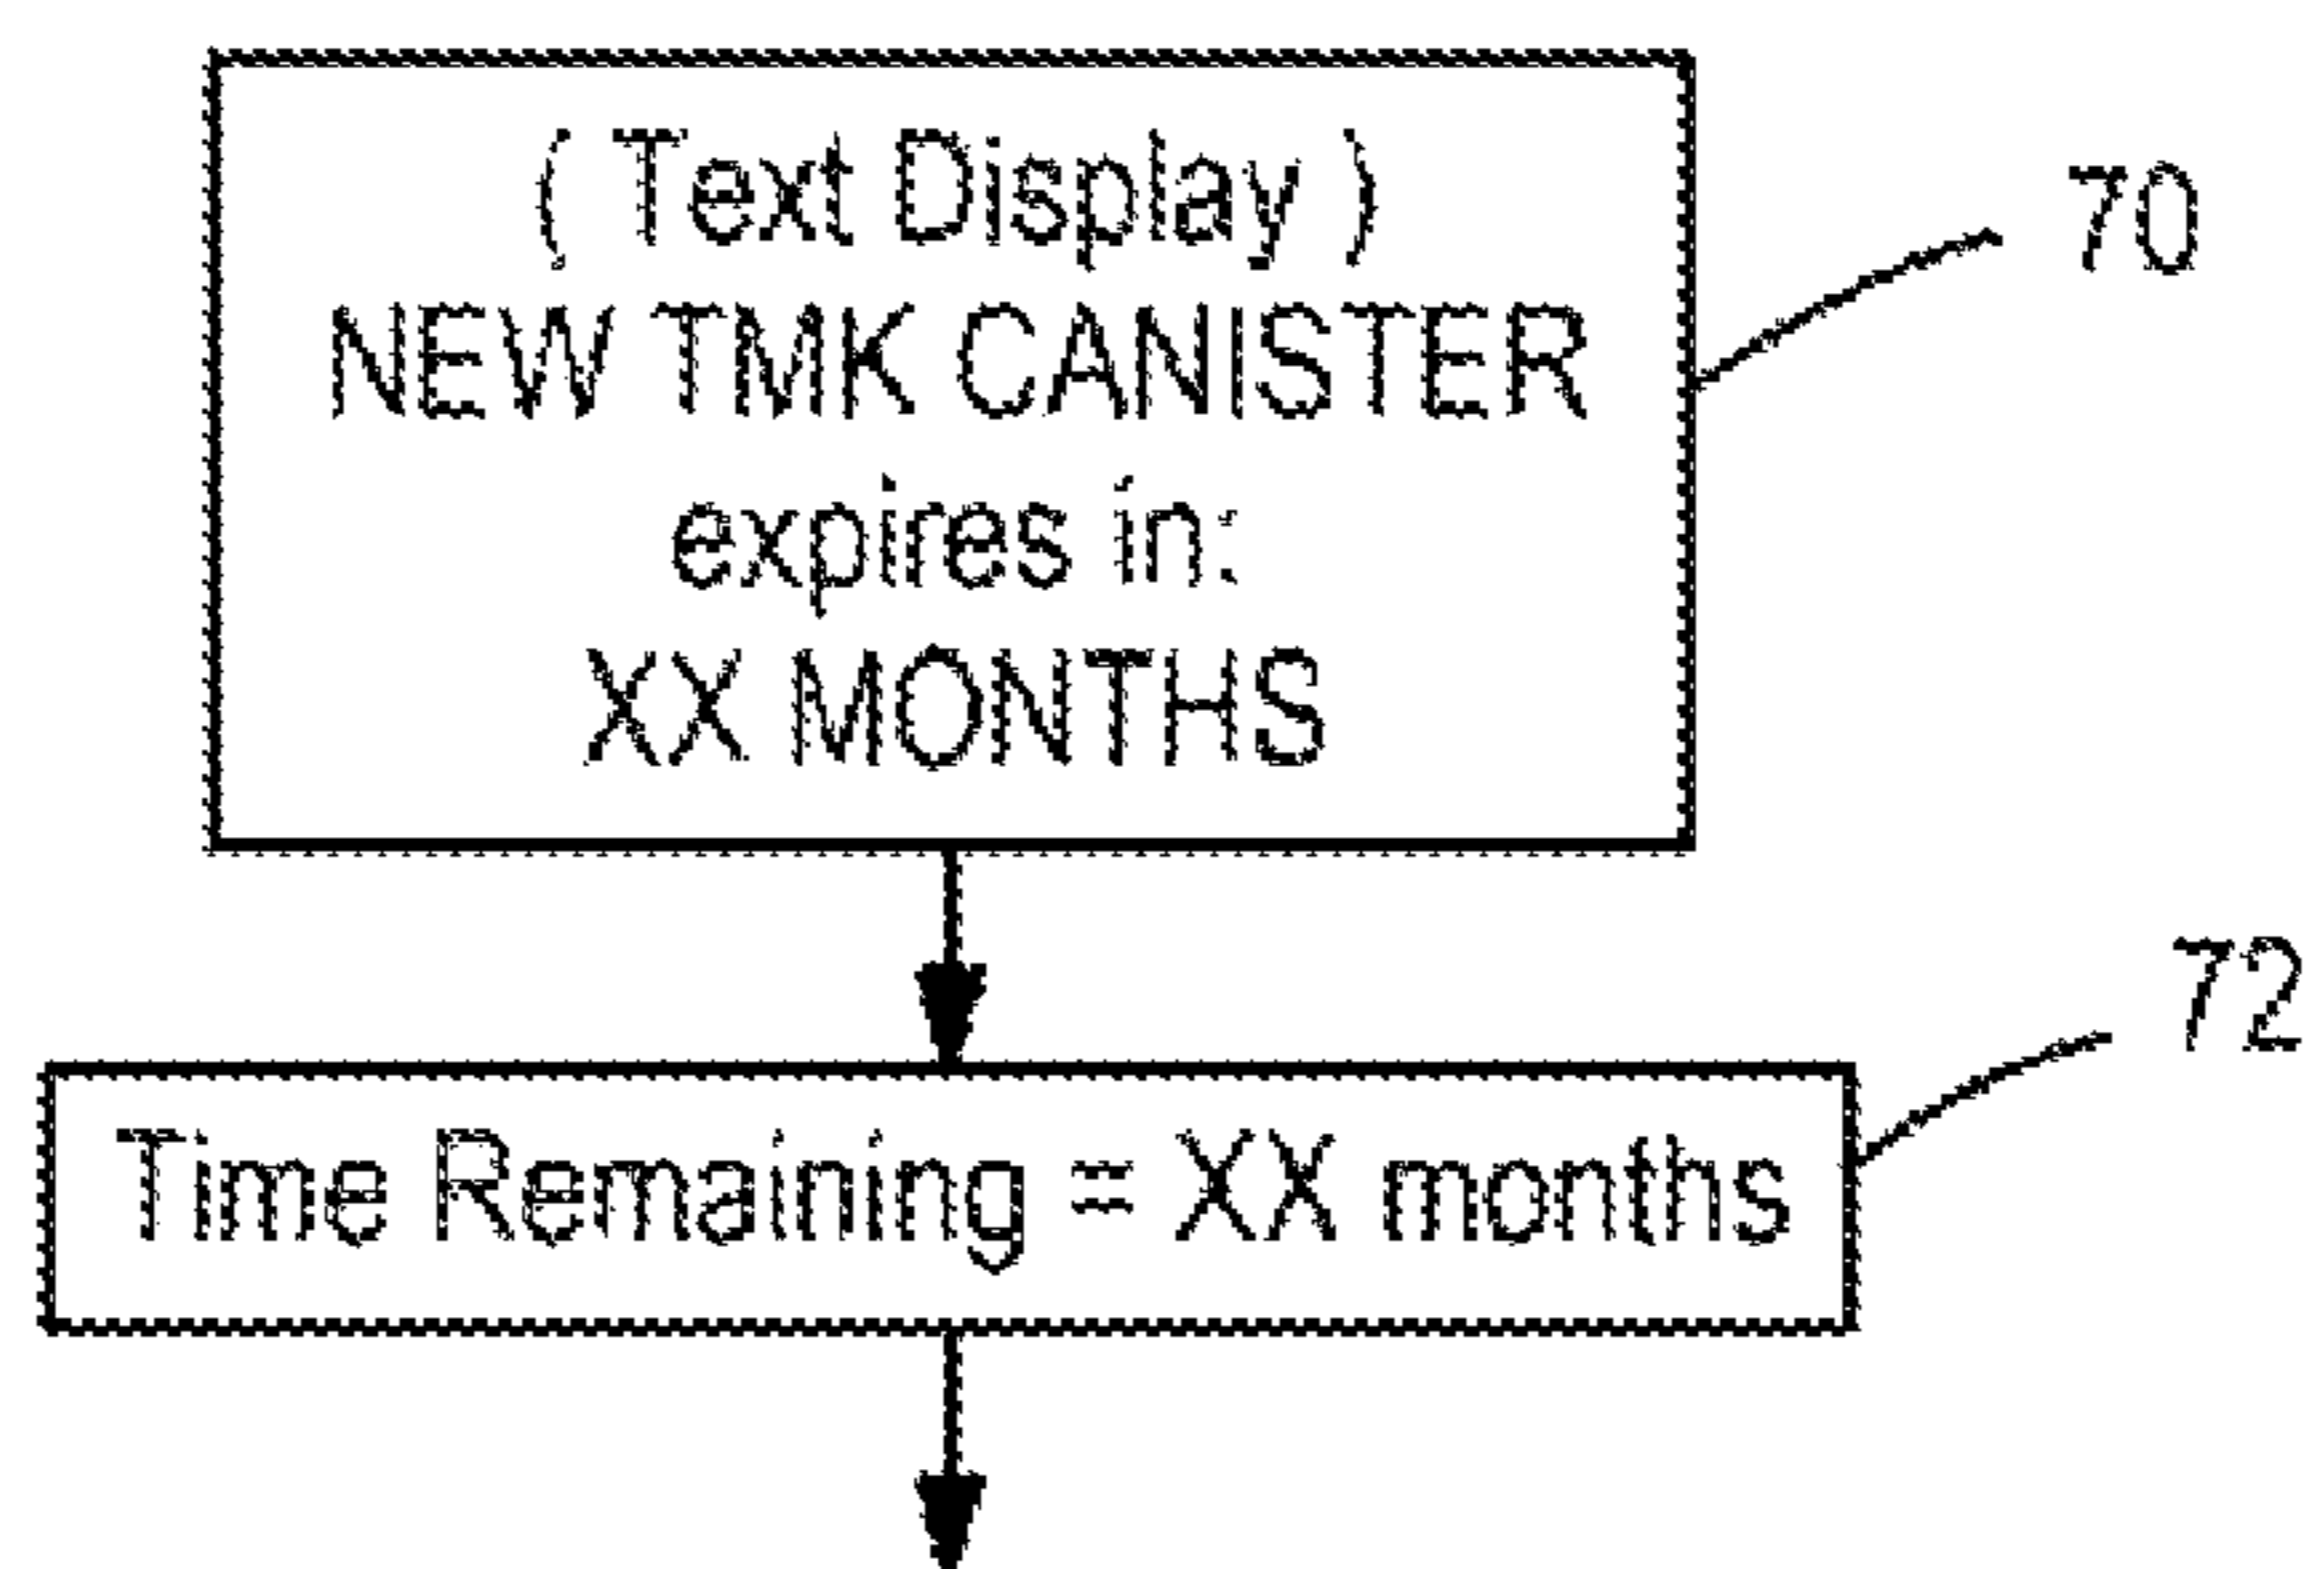 ( Text Display )
70
NEW TMK CANISTER
expires in:
XX MONTHS
72
Time Remaining = XX months